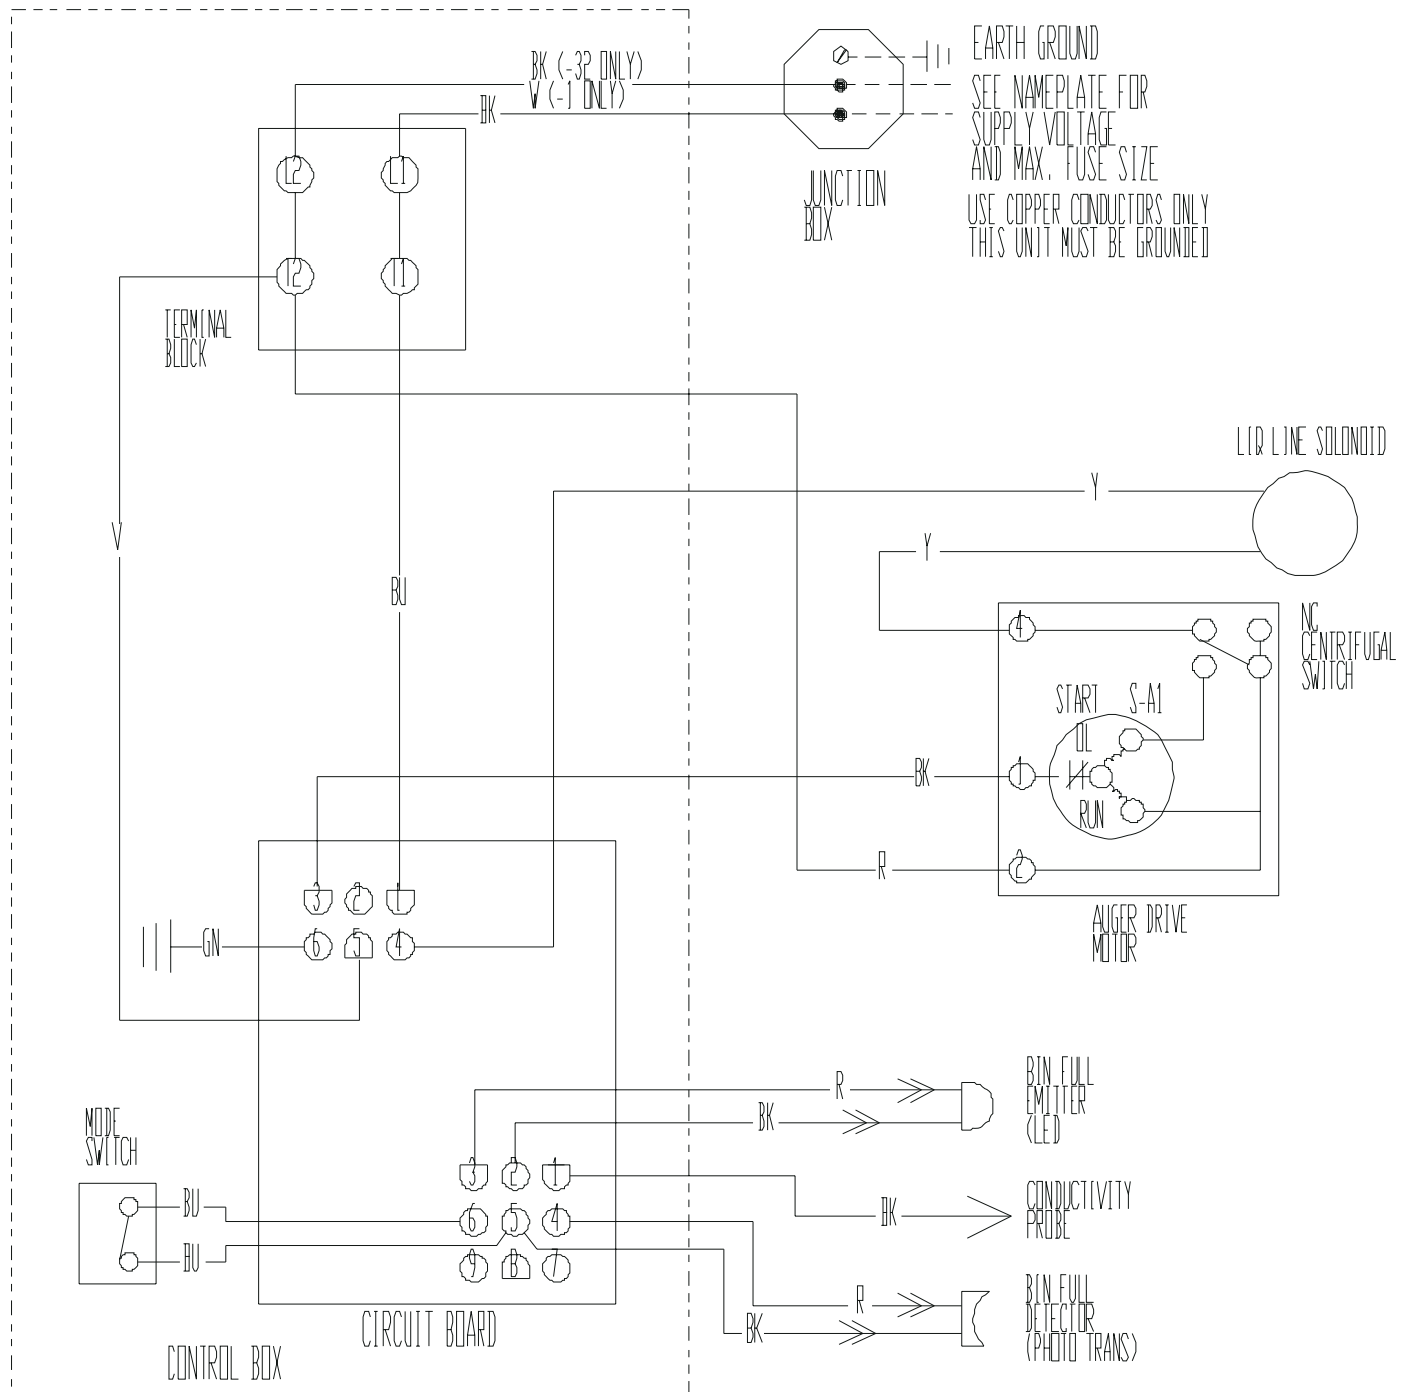 EARTH GROUND
BK (-32 ONLY)
W (-1 ONLY)
BK
SEE NAMEPLATE FOR
SUPPLY VOLTAGE
AND MAX. FUSE SIZE
USE COPPER CONDUCTORS ONLY
THIS UNIT MUST BE GROUNDED
JUNCTION
BOX
L2 L1
T2 T1
TERMINAL
BLOCK
LIQ LINE SOLONOID
Y
Y
V
BU
NC
CENTRIFUGAL
SWITCH
4
START S-A1
OL
BK
1
RUN
R
2
AUGER DRIVE
MOTOR
3 2 1
GN
6 5 4
BIN FULL
EMITTER
(LED)
R
BK
MODE
SWITCH
3 2 1
CONDUCTIVITY
PROBE
BK
BU
6 5 4
BU
9 8 7
BIN FULL
DETECTOR
(PHOTO TRANS)
R
BK
CIRCUIT BOARD
CONTROL BOX